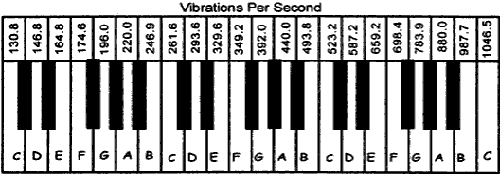 Vibrations Per Second
130.8 146.8 164.8 174.6 196.0 220.0 246.9 261.6 293.6 329.6 349.2 392.0 440.0 493.8 523.2 587.2 659.2 698.4 783.9 880.0 987.7 1046.5
C D E F G A B C D E F G A B C D E F G A B C